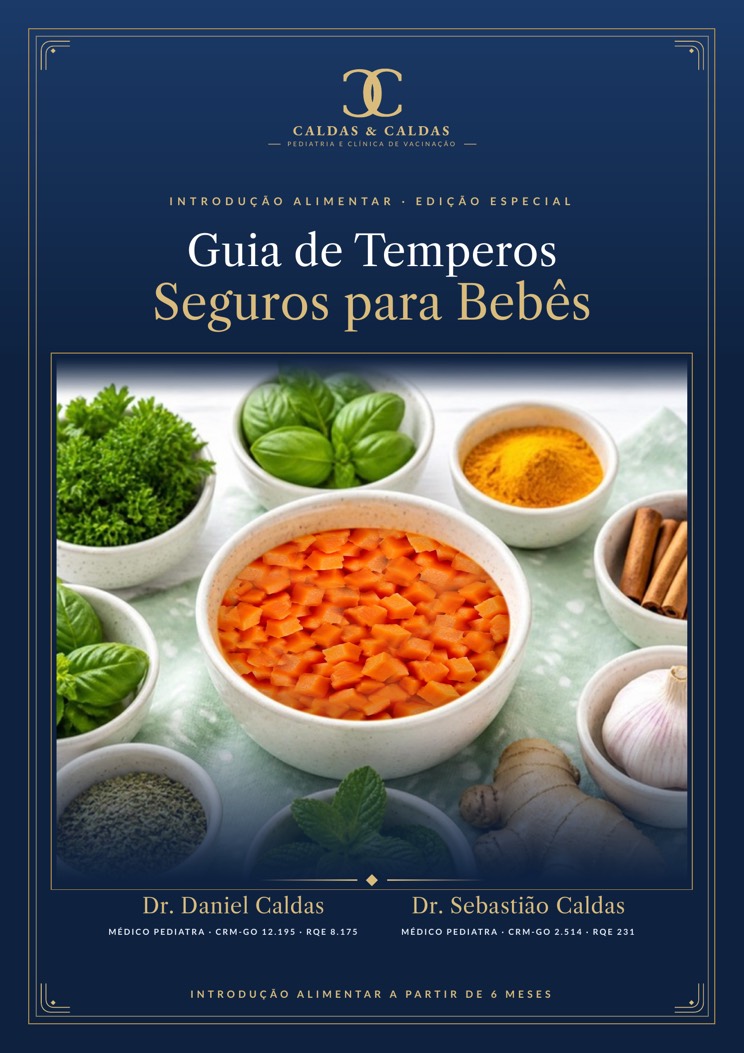 CALDAS & CALDAS
PEDIATRIA E CLÍNICA DE VACINAÇÃO
INTRODUÇÃO ALIMENTAR · EDIÇÃO ESPECIAL
Guia de Temperos
Seguros para Bebês
Dr. Daniel Caldas
MÉDICO PEDIATRA · CRM-GO 12.195 · RQE 8.175
Dr. Sebastião Caldas
MÉDICO PEDIATRA · CRM-GO 2.514 · RQE 231
INTRODUÇÃO ALIMENTAR A PARTIR DE 6 MESES